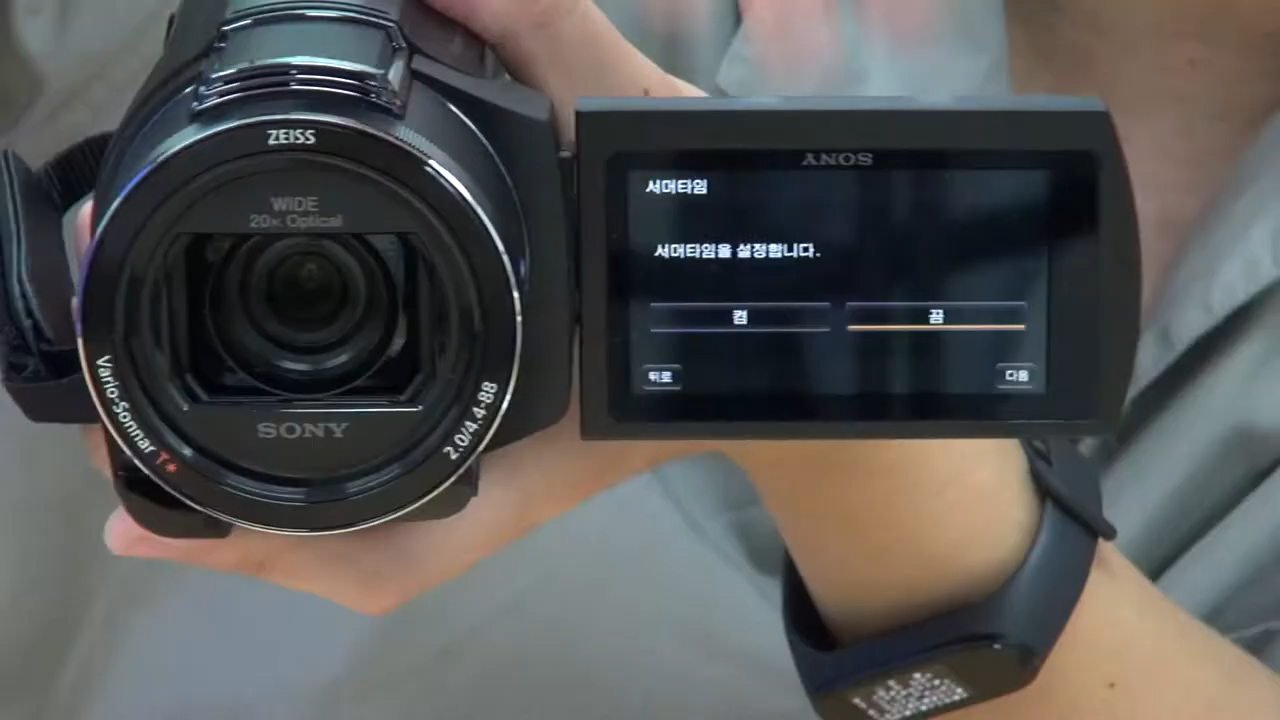 ZEISS
WIDE
20x Optical
Vario-Sonnar T*
2.0/4.4-88
SONY
SONY
서머타임
서머타임을 설정합니다.
켬
끔
뒤로
다음